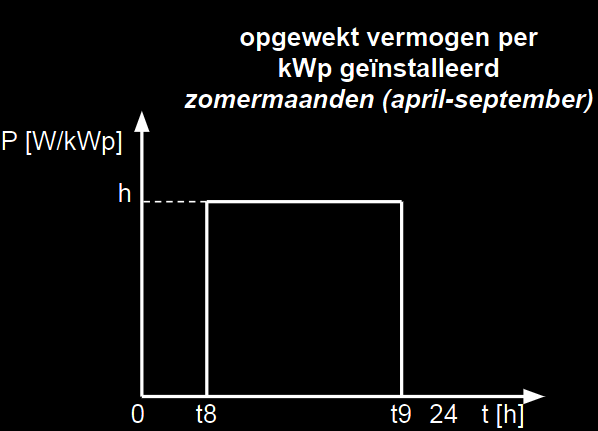 opgewekt vermogen per
kWp geïnstalleerd
zomermaanden (april-september)
P [W/kWp]
h
0 t8 t9 24 t [h]